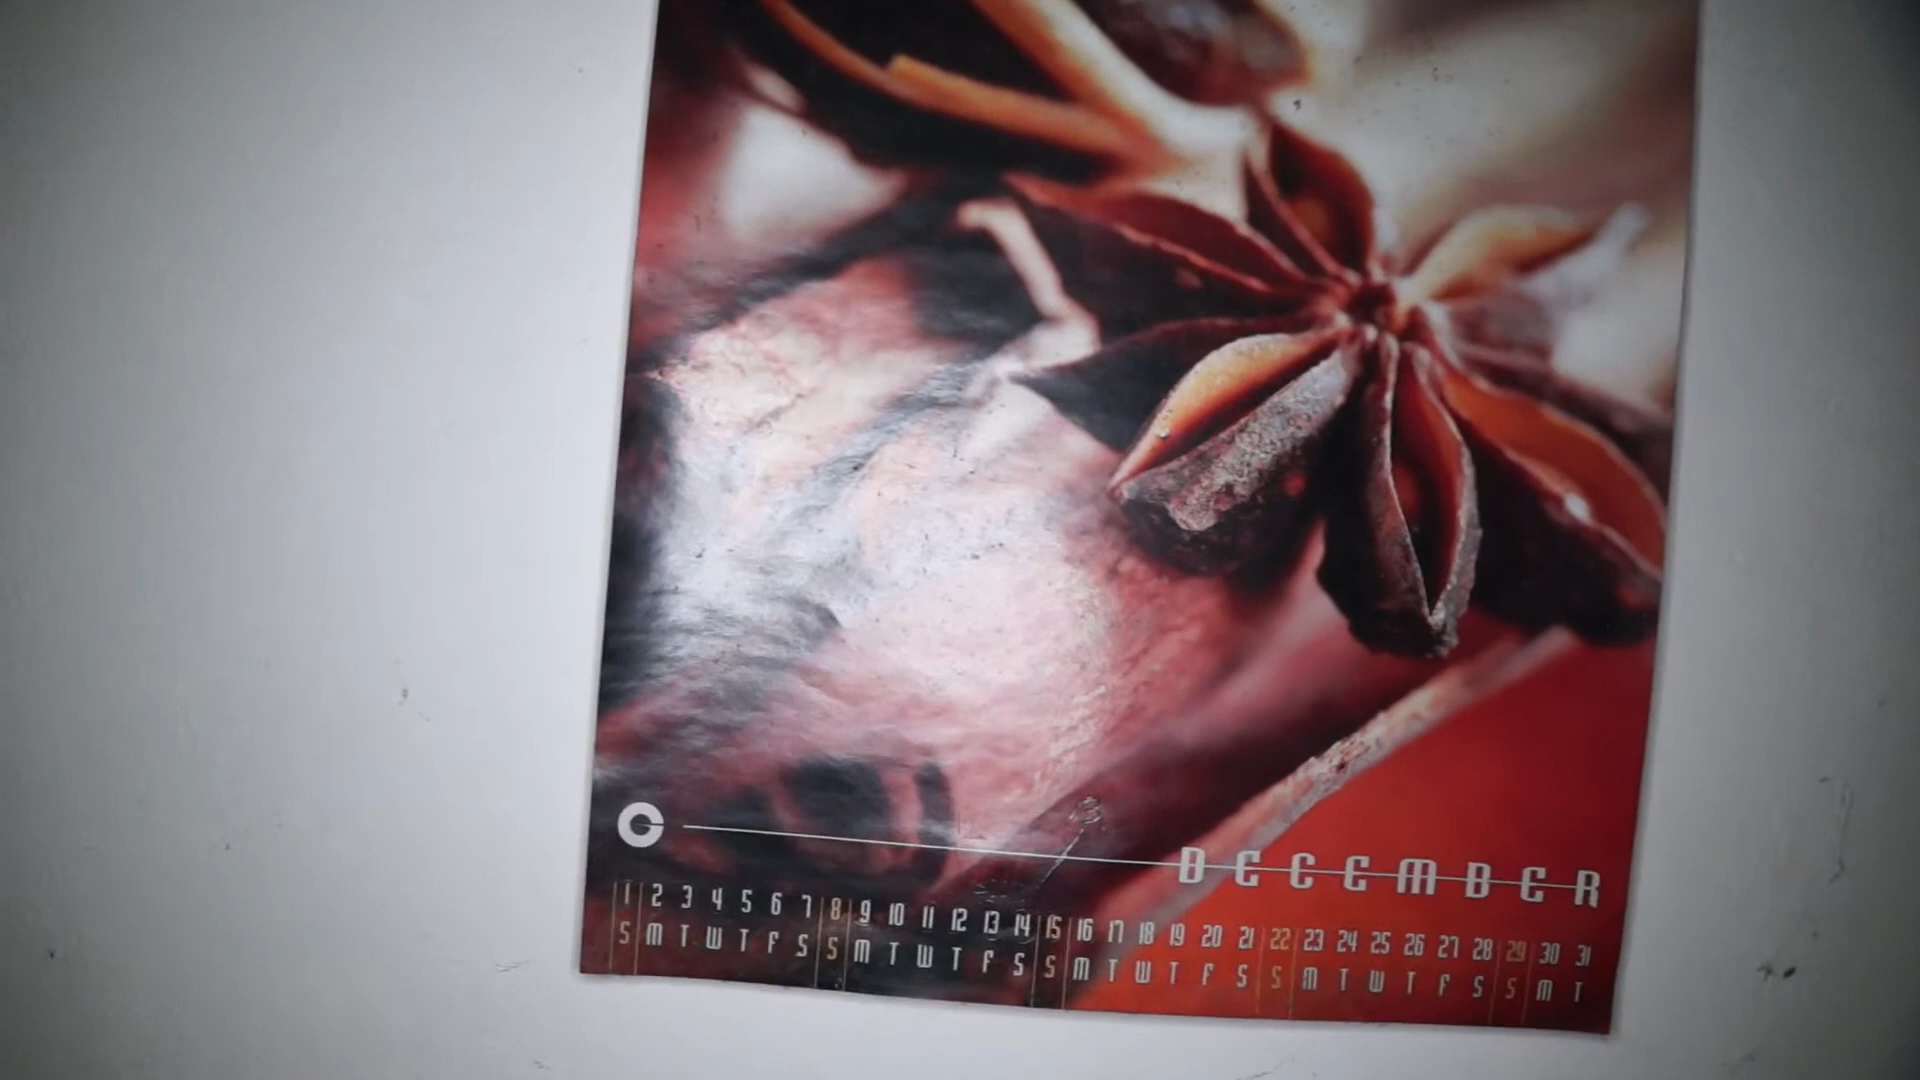 DECEMBER
1 2 3 4 5 6 7 8 9 10 11 12 13 14 15 16 17 18 19 20 21 22 23 24 25 26 27 28 29 30 31
S M T W T F S S M T W T F S S M T W T F S S M T W T F S S M T